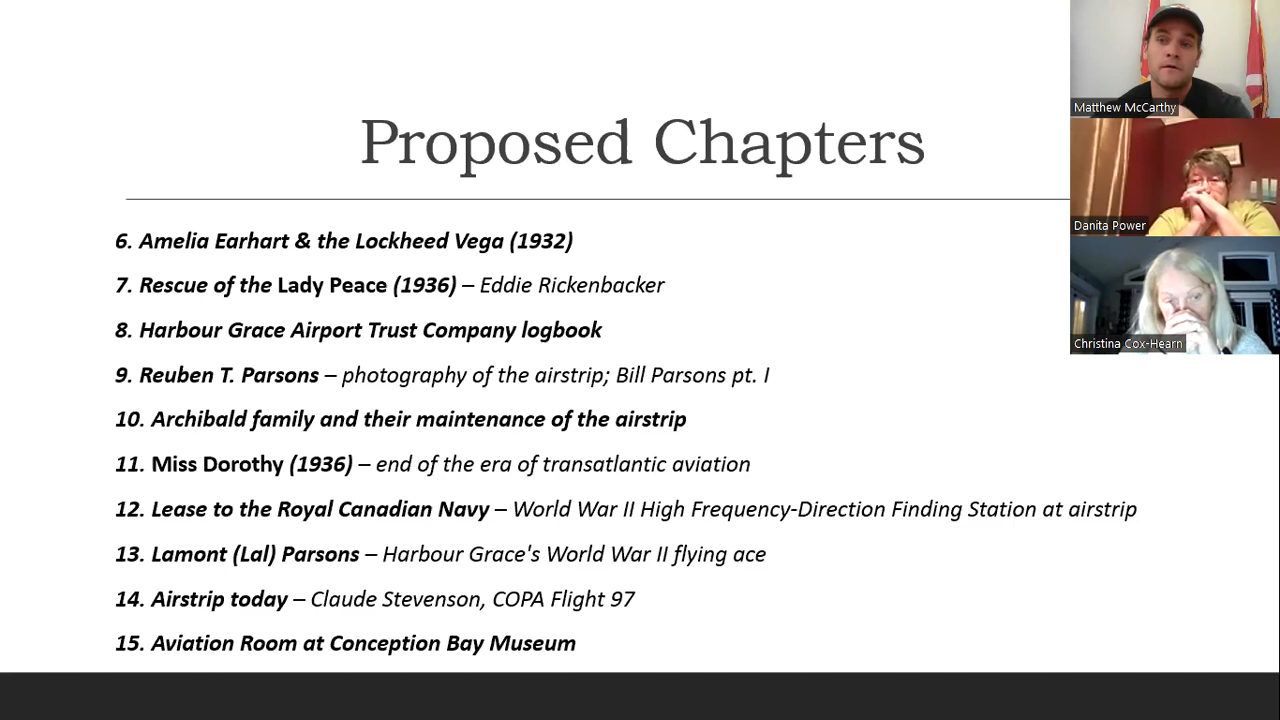 Proposed Chapters
6. Amelia Earhart & the Lockheed Vega (1932)
7. Rescue of the Lady Peace (1936) – Eddie Rickenbacker
8. Harbour Grace Airport Trust Company logbook
9. Reuben T. Parsons – photography of the airstrip; Bill Parsons pt. I
10. Archibald family and their maintenance of the airstrip
11. Miss Dorothy (1936) – end of the era of transatlantic aviation
12. Lease to the Royal Canadian Navy – World War II High Frequency-Direction Finding Station at airstrip
13. Lamont (Lal) Parsons – Harbour Grace's World War II flying ace
14. Airstrip today – Claude Stevenson, COPA Flight 97
15. Aviation Room at Conception Bay Museum
Matthew McCarthy
Danita Power
Christina Cox-Hearn